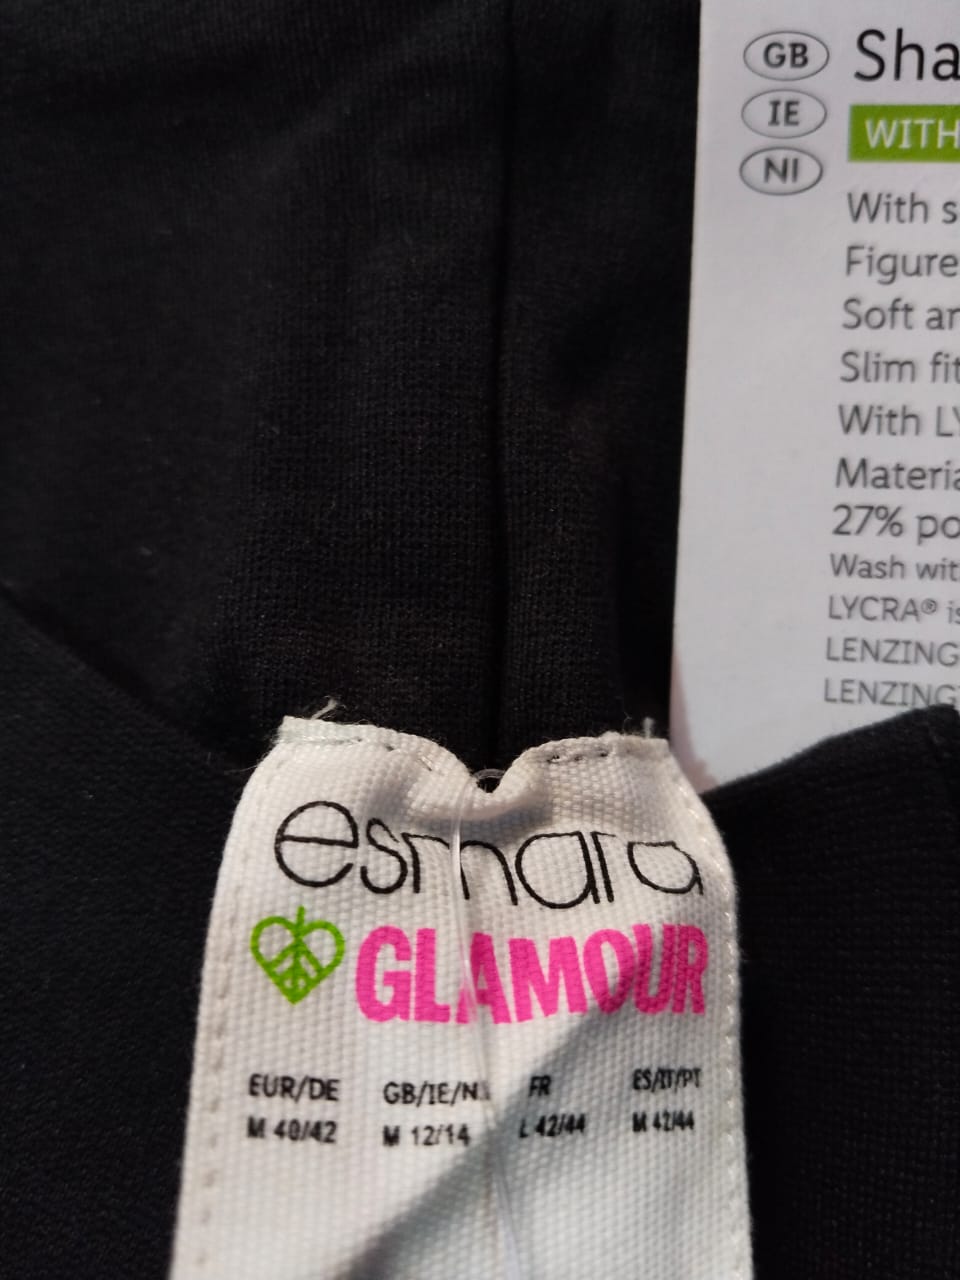 GB
IE
NI
Sha
WITH
With s
Figure
Soft an
Slim fit
With LY
Materia
27% po
Wash wit
LYCRA® is
LENZING
LENZING
esmara
GLAMOUR
EUR/DE GB/IE/N FR ES/IT/PT
M 40/42 M 12/14 L 42/44 M 42/44